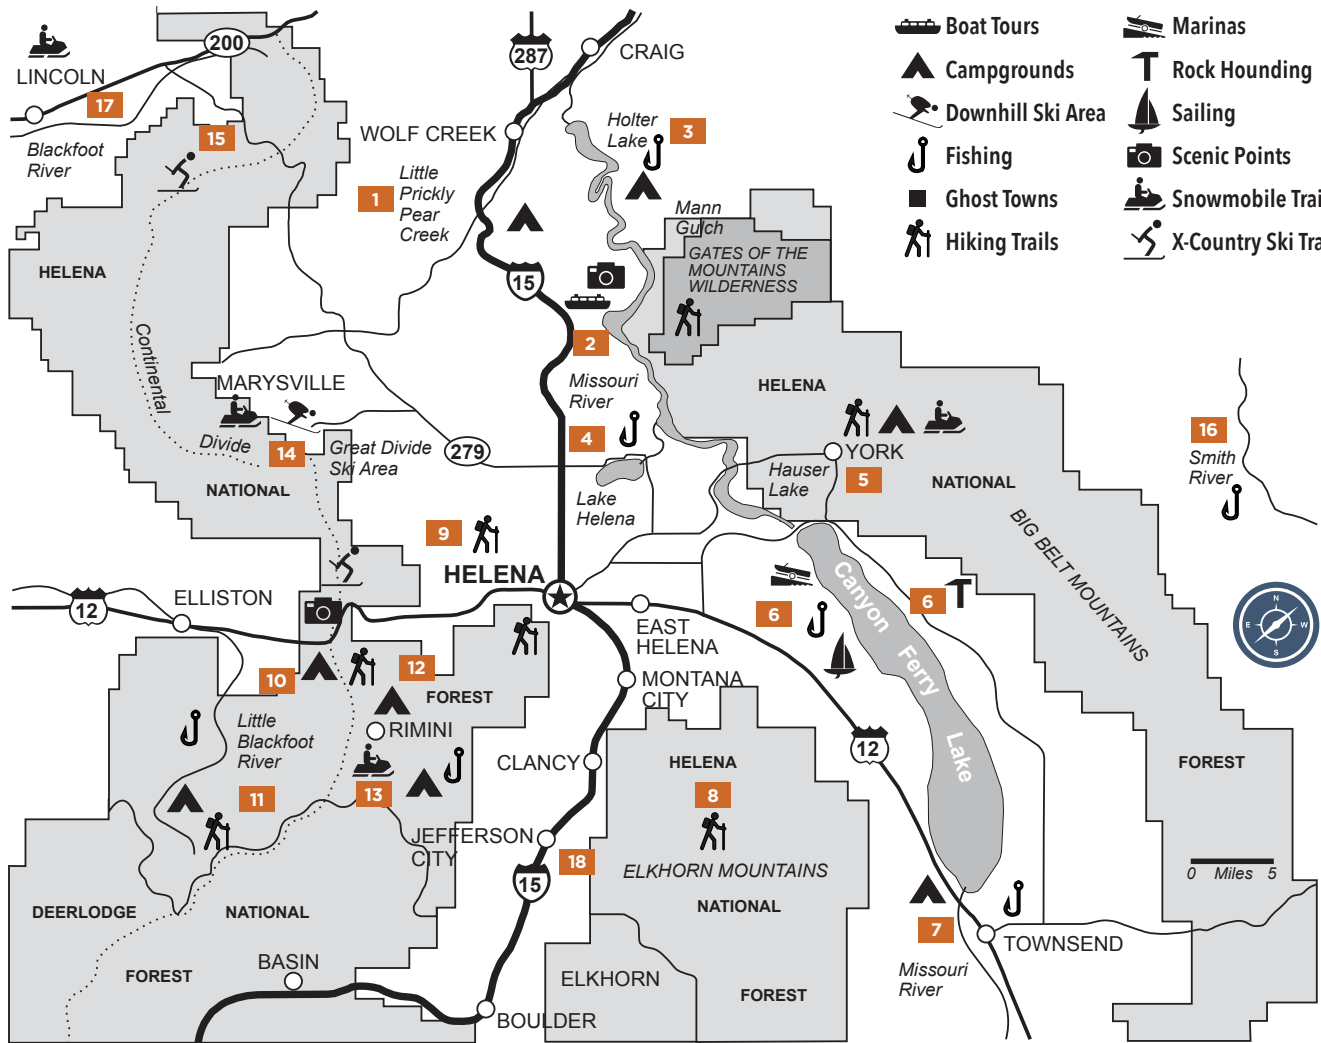 Boat Tours
Campgrounds
Downhill Ski Area
Fishing
Ghost Towns
Hiking Trails
Marinas
Rock Hounding
Sailing
Scenic Points
Snowmobile Trai
X-Country Ski Tra
200
LINCOLN
17
15
Blackfoot
River
287
CRAIG
WOLF CREEK
Holter
Lake
3
1
Little
Prickly
Pear
Creek
Mann
Gulch
GATES OF THE
MOUNTAINS
WILDERNESS
15
2
HELENA
Continental
Divide
MARYSVILLE
14
Great Divide
Ski Area
279
NATIONAL
Missouri
River
4
Lake
Helena
HELENA
YORK
5
Hauser
Lake
NATIONAL
BIG BELT MOUNTAINS
16
Smith
River
9
HELENA
12
ELLISTON
EAST
HELENA
6
6
Canyon
Ferry
Lake
N
E
W
S
10
12
FOREST
MONTANA
CITY
RIMINI
Little
Blackfoot
River
11
13
CLANCY
HELENA
8
12
FOREST
JEFFERSON
CITY
18
15
ELKHORN MOUNTAINS
0 Miles 5
DEERLODGE
NATIONAL
NATIONAL
7
TOWNSEND
FOREST
BASIN
ELKHORN
FOREST
Missouri
River
BOULDER